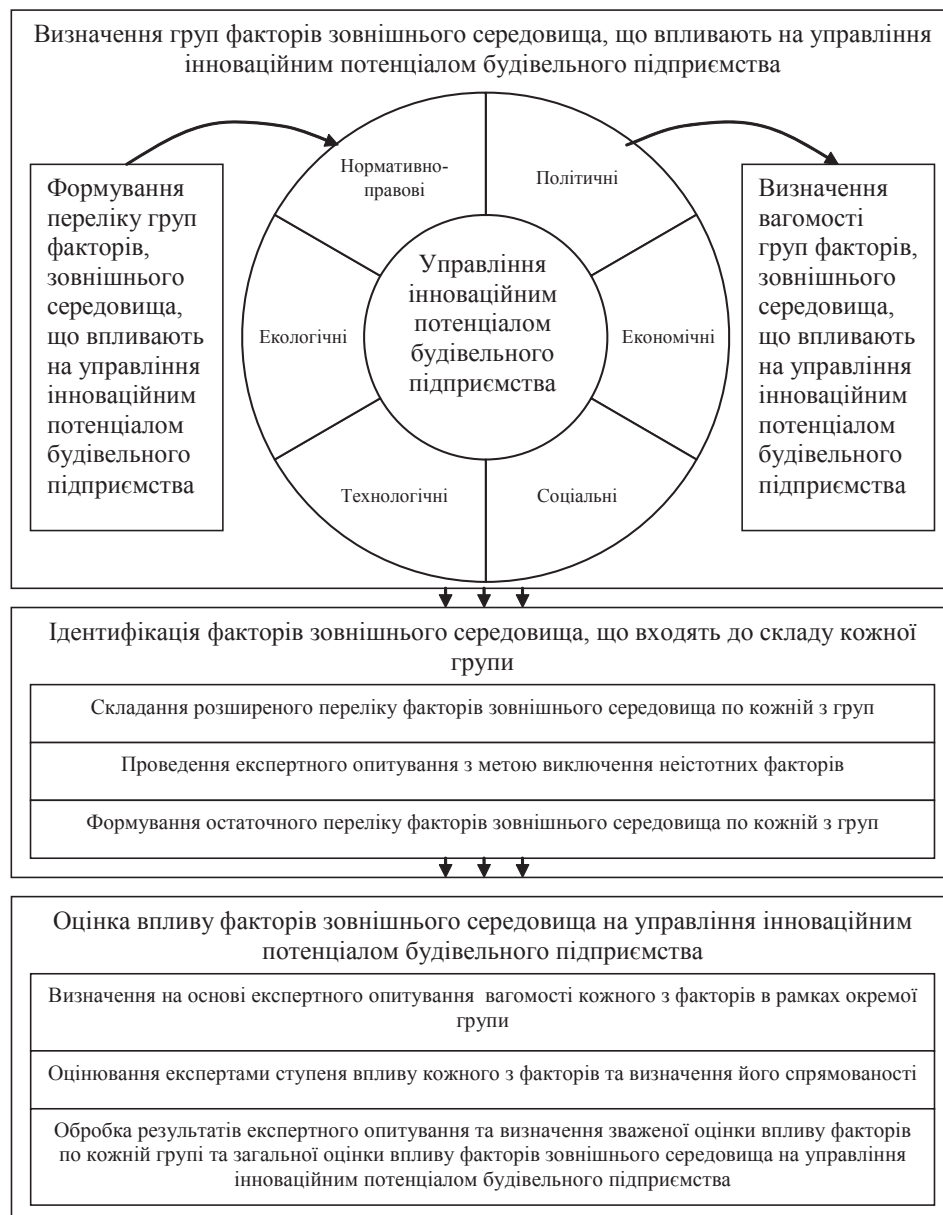 Визначення груп факторів зовнішнього середовища, що впливають на управління
інноваційним потенціалом будівельного підприємства
Формування
переліку груп
факторів,
зовнішнього
середовища,
що впливають
на управління
інноваційним
потенціалом
будівельного
підприємства
Нормативно-
правові
Політичні
Екологічні
Управління
інноваційним
потенціалом
будівельного
підприємства
Економічні
Технологічні
Соціальні
Визначення
вагомості
груп факторів,
зовнішнього
середовища,
що впливають
на управління
інноваційним
потенціалом
будівельного
підприємства
Ідентифікація факторів зовнішнього середовища, що входять до складу кожної
групи
Складання розширеного переліку факторів зовнішнього середовища по кожній з груп
Проведення експертного опитування з метою виключення неістотних факторів
Формування остаточного переліку факторів зовнішнього середовища по кожній з груп
Оцінка впливу факторів зовнішнього середовища на управління інноваційним
потенціалом будівельного підприємства
Визначення на основі експертного опитування вагомості кожного з факторів в рамках окремої
групи
Оцінювання експертами ступеня впливу кожного з факторів та визначення його спрямованості
Обробка результатів експертного опитування та визначення зваженої оцінки впливу факторів
по кожній групі та загальної оцінки впливу факторів зовнішнього середовища на управління
інноваційним потенціалом будівельного підприємства